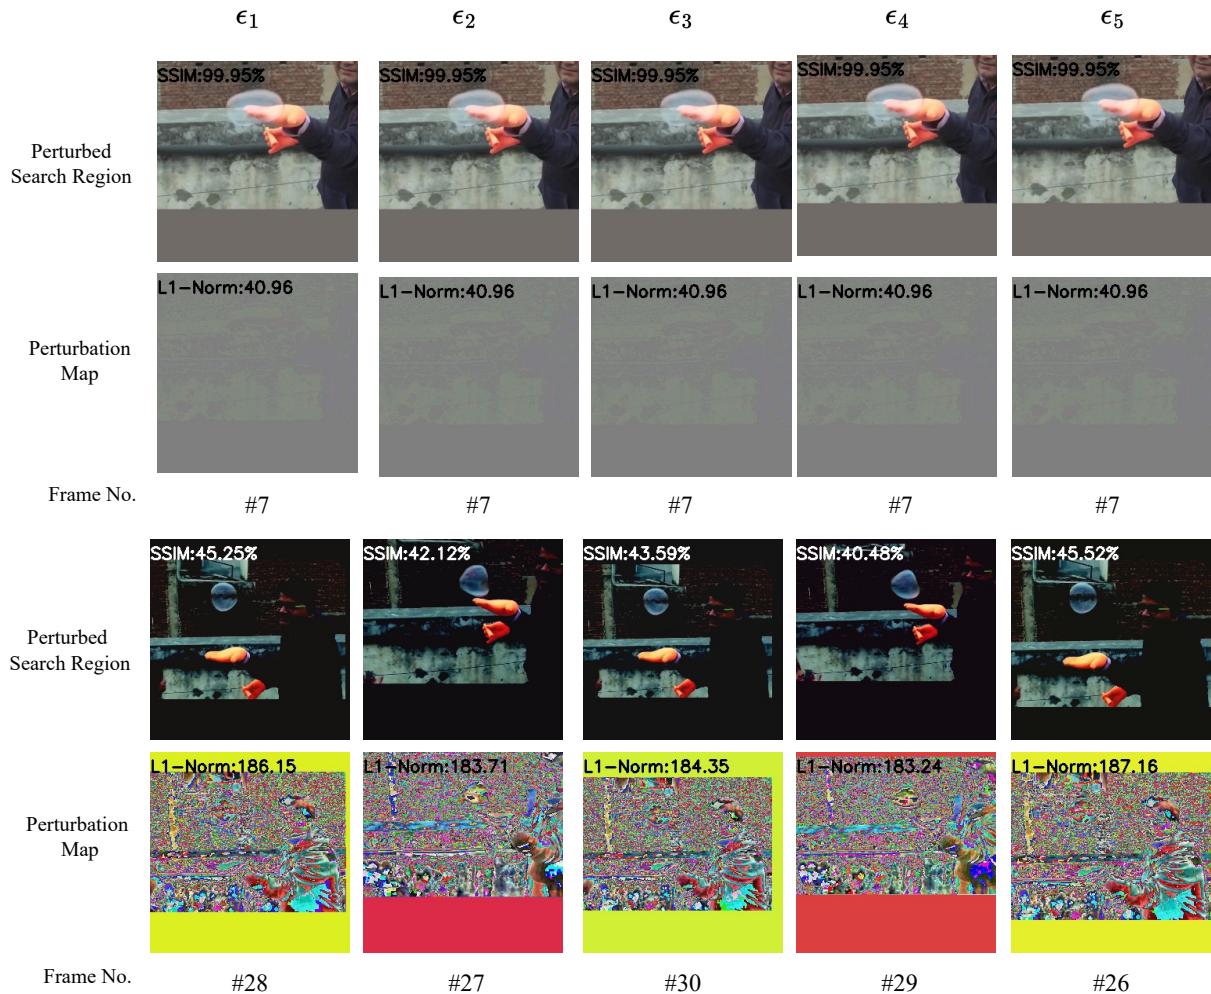 ϵ1 ϵ2 ϵ3 ϵ4 ϵ5
Perturbed
Search Region
SSIM:99.95% SSIM:99.95% SSIM:99.95% SSIM:99.95% SSIM:99.95%
Perturbation
Map
L1-Norm:40.96 L1-Norm:40.96 L1-Norm:40.96 L1-Norm:40.96 L1-Norm:40.96
Frame No.
#7 #7 #7 #7 #7
Perturbed
Search Region
SSIM:45.25% SSIM:42.12% SSIM:43.59% SSIM:40.48% SSIM:45.52%
Perturbation
Map
L1-Norm:186.15 L1-Norm:183.71 L1-Norm:184.35 L1-Norm:183.24 L1-Norm:187.16
Frame No.
#28 #27 #30 #29 #26